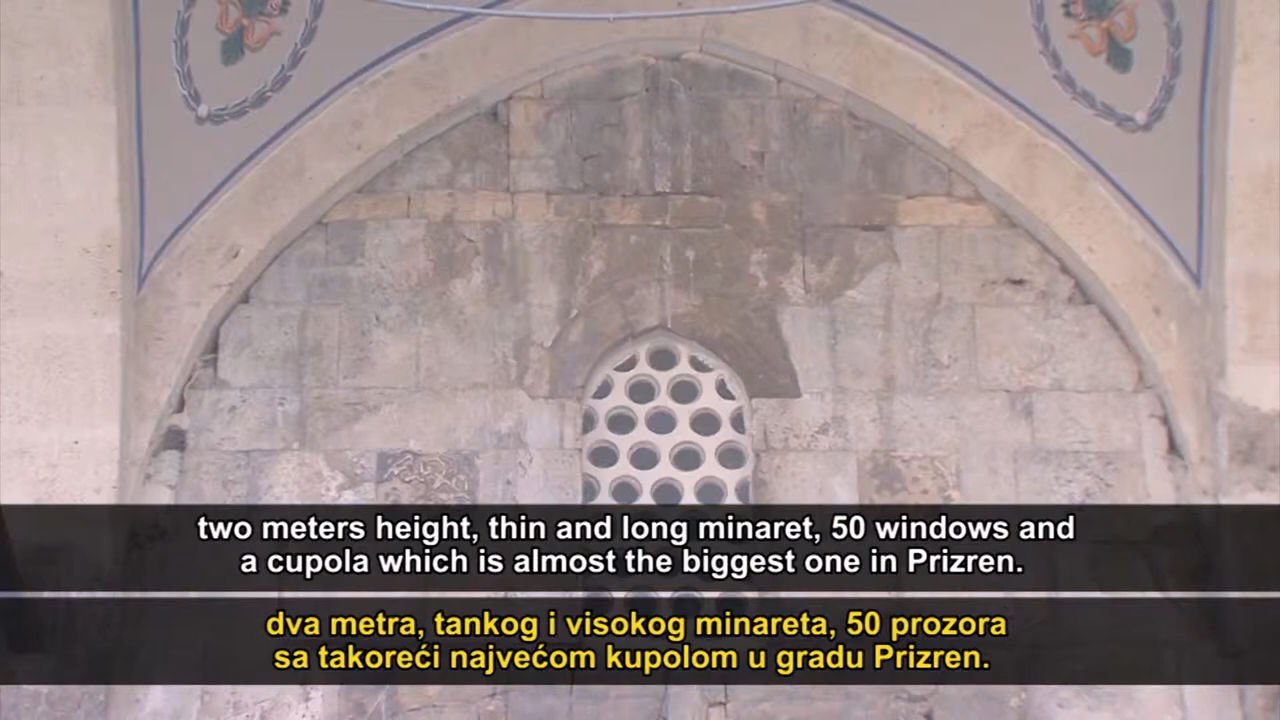 two meters height, thin and long minaret, 50 windows and
a cupola which is almost the biggest one in Prizren.
dva metra, tankog i visokog minareta, 50 prozora
sa takoreći najvećom kupolom u gradu Prizren.